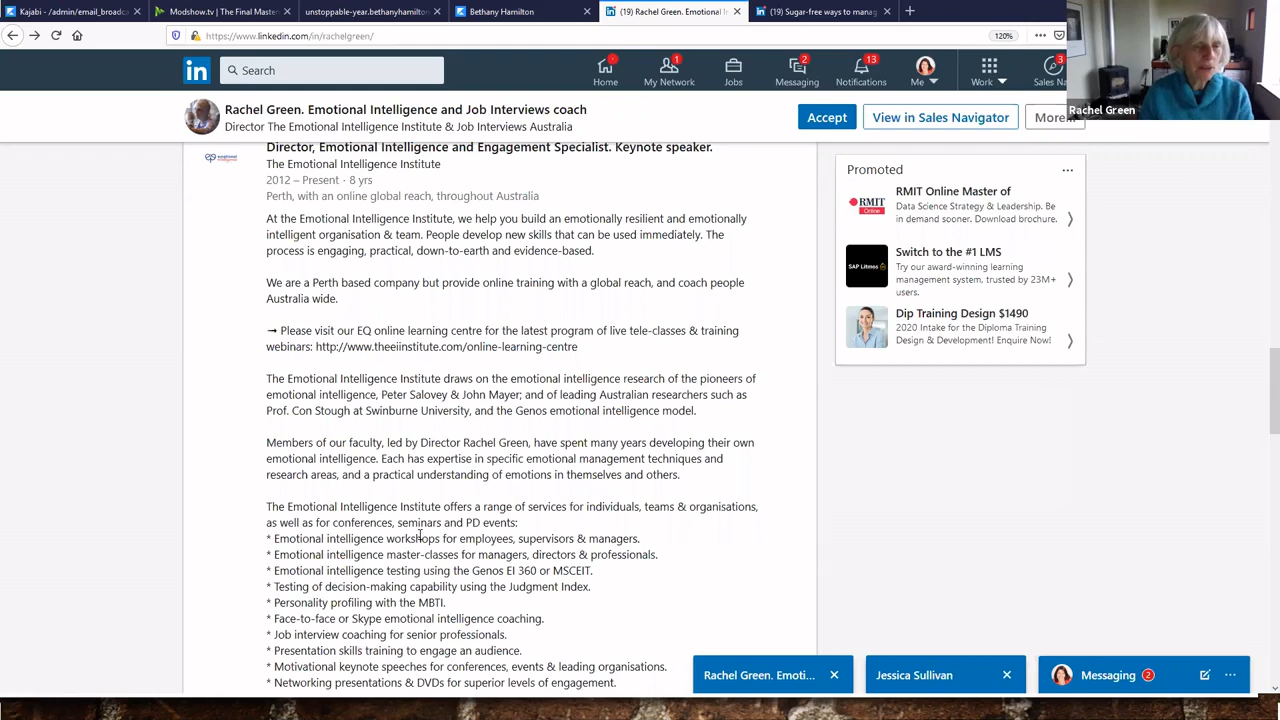 Kajabi - /admin/email_broadca
Modshow.tv | The Final Master
unstoppable-year.bethanyhamilton
Bethany Hamilton
(19) Rachel Green. Emotional I
(19) Sugar-free ways to manag
https://www.linkedin.com/in/rachelgreen/
120%
in
Search
Home
1
My Network
Jobs
2
Messaging
13
Notifications
Me
Work
3
Sales Na
Rachel Green
Rachel Green. Emotional Intelligence and Job Interviews coach
Director The Emotional Intelligence Institute & Job Interviews Australia
Accept
View in Sales Navigator
More...
Director, Emotional Intelligence and Engagement Specialist. Keynote speaker.
The Emotional Intelligence Institute
2012 – Present · 8 yrs
Perth, with an online global reach, throughout Australia
At the Emotional Intelligence Institute, we help you build an emotionally resilient and emotionally
intelligent organisation & team. People develop new skills that can be used immediately. The
process is engaging, practical, down-to-earth and evidence-based.
We are a Perth based company but provide online training with a global reach, and coach people
Australia wide.
→ Please visit our EQ online learning centre for the latest program of live tele-classes & training
webinars: http://www.theeiinstitute.com/online-learning-centre
The Emotional Intelligence Institute draws on the emotional intelligence research of the pioneers of
emotional intelligence, Peter Salovey & John Mayer; and of leading Australian researchers such as
Prof. Con Stough at Swinburne University, and the Genos emotional intelligence model.
Members of our faculty, led by Director Rachel Green, have spent many years developing their own
emotional intelligence. Each has expertise in specific emotional management techniques and
research areas, and a practical understanding of emotions in themselves and others.
The Emotional Intelligence Institute offers a range of services for individuals, teams & organisations,
as well as for conferences, seminars and PD events:
* Emotional intelligence workshops for employees, supervisors & managers.
* Emotional intelligence master-classes for managers, directors & professionals.
* Emotional intelligence testing using the Genos EI 360 or MSCEIT.
* Testing of decision-making capability using the Judgment Index.
* Personality profiling with the MBTI.
* Face-to-face or Skype emotional intelligence coaching.
* Job interview coaching for senior professionals.
* Presentation skills training to engage an audience.
* Motivational keynote speeches for conferences, events & leading organisations.
* Networking presentations & DVDs for superior levels of engagement.
Promoted
RMIT Online Master of
Data Science Strategy & Leadership. Be
in demand sooner. Download brochure.
Switch to the #1 LMS
Try our award-winning learning
management system, trusted by 23M+
users.
Dip Training Design $1490
2020 Intake for the Diploma Training
Design & Development! Enquire Now!
RMIT
Online
SAP Litmos
Rachel Green. Emoti...
Jessica Sullivan
Messaging 2